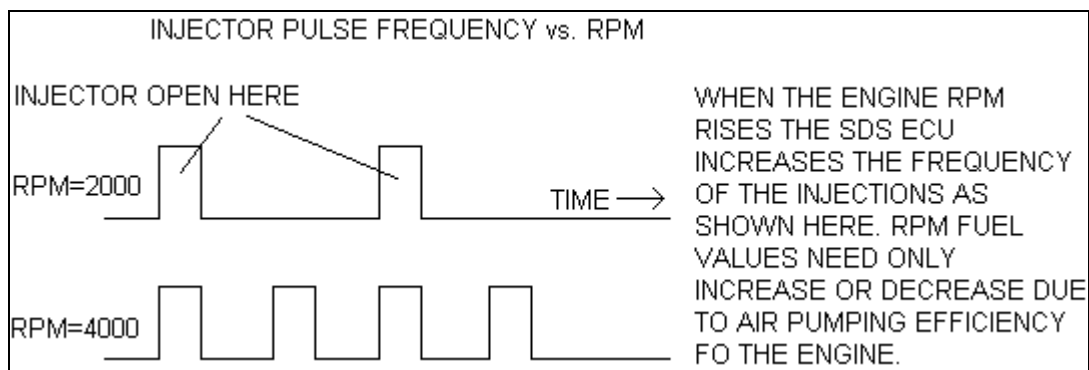 INJECTOR PULSE FREQUENCY vs. RPM
INJECTOR OPEN HERE
RPM=2000
TIME
RPM=4000
WHEN THE ENGINE RPM
RISES THE SDS ECU
INCREASES THE FREQUENCY
OF THE INJECTIONS AS
SHOWN HERE. RPM FUEL
VALUES NEED ONLY
INCREASE OR DECREASE DUE
TO AIR PUMPING EFFICIENCY
FO THE ENGINE.